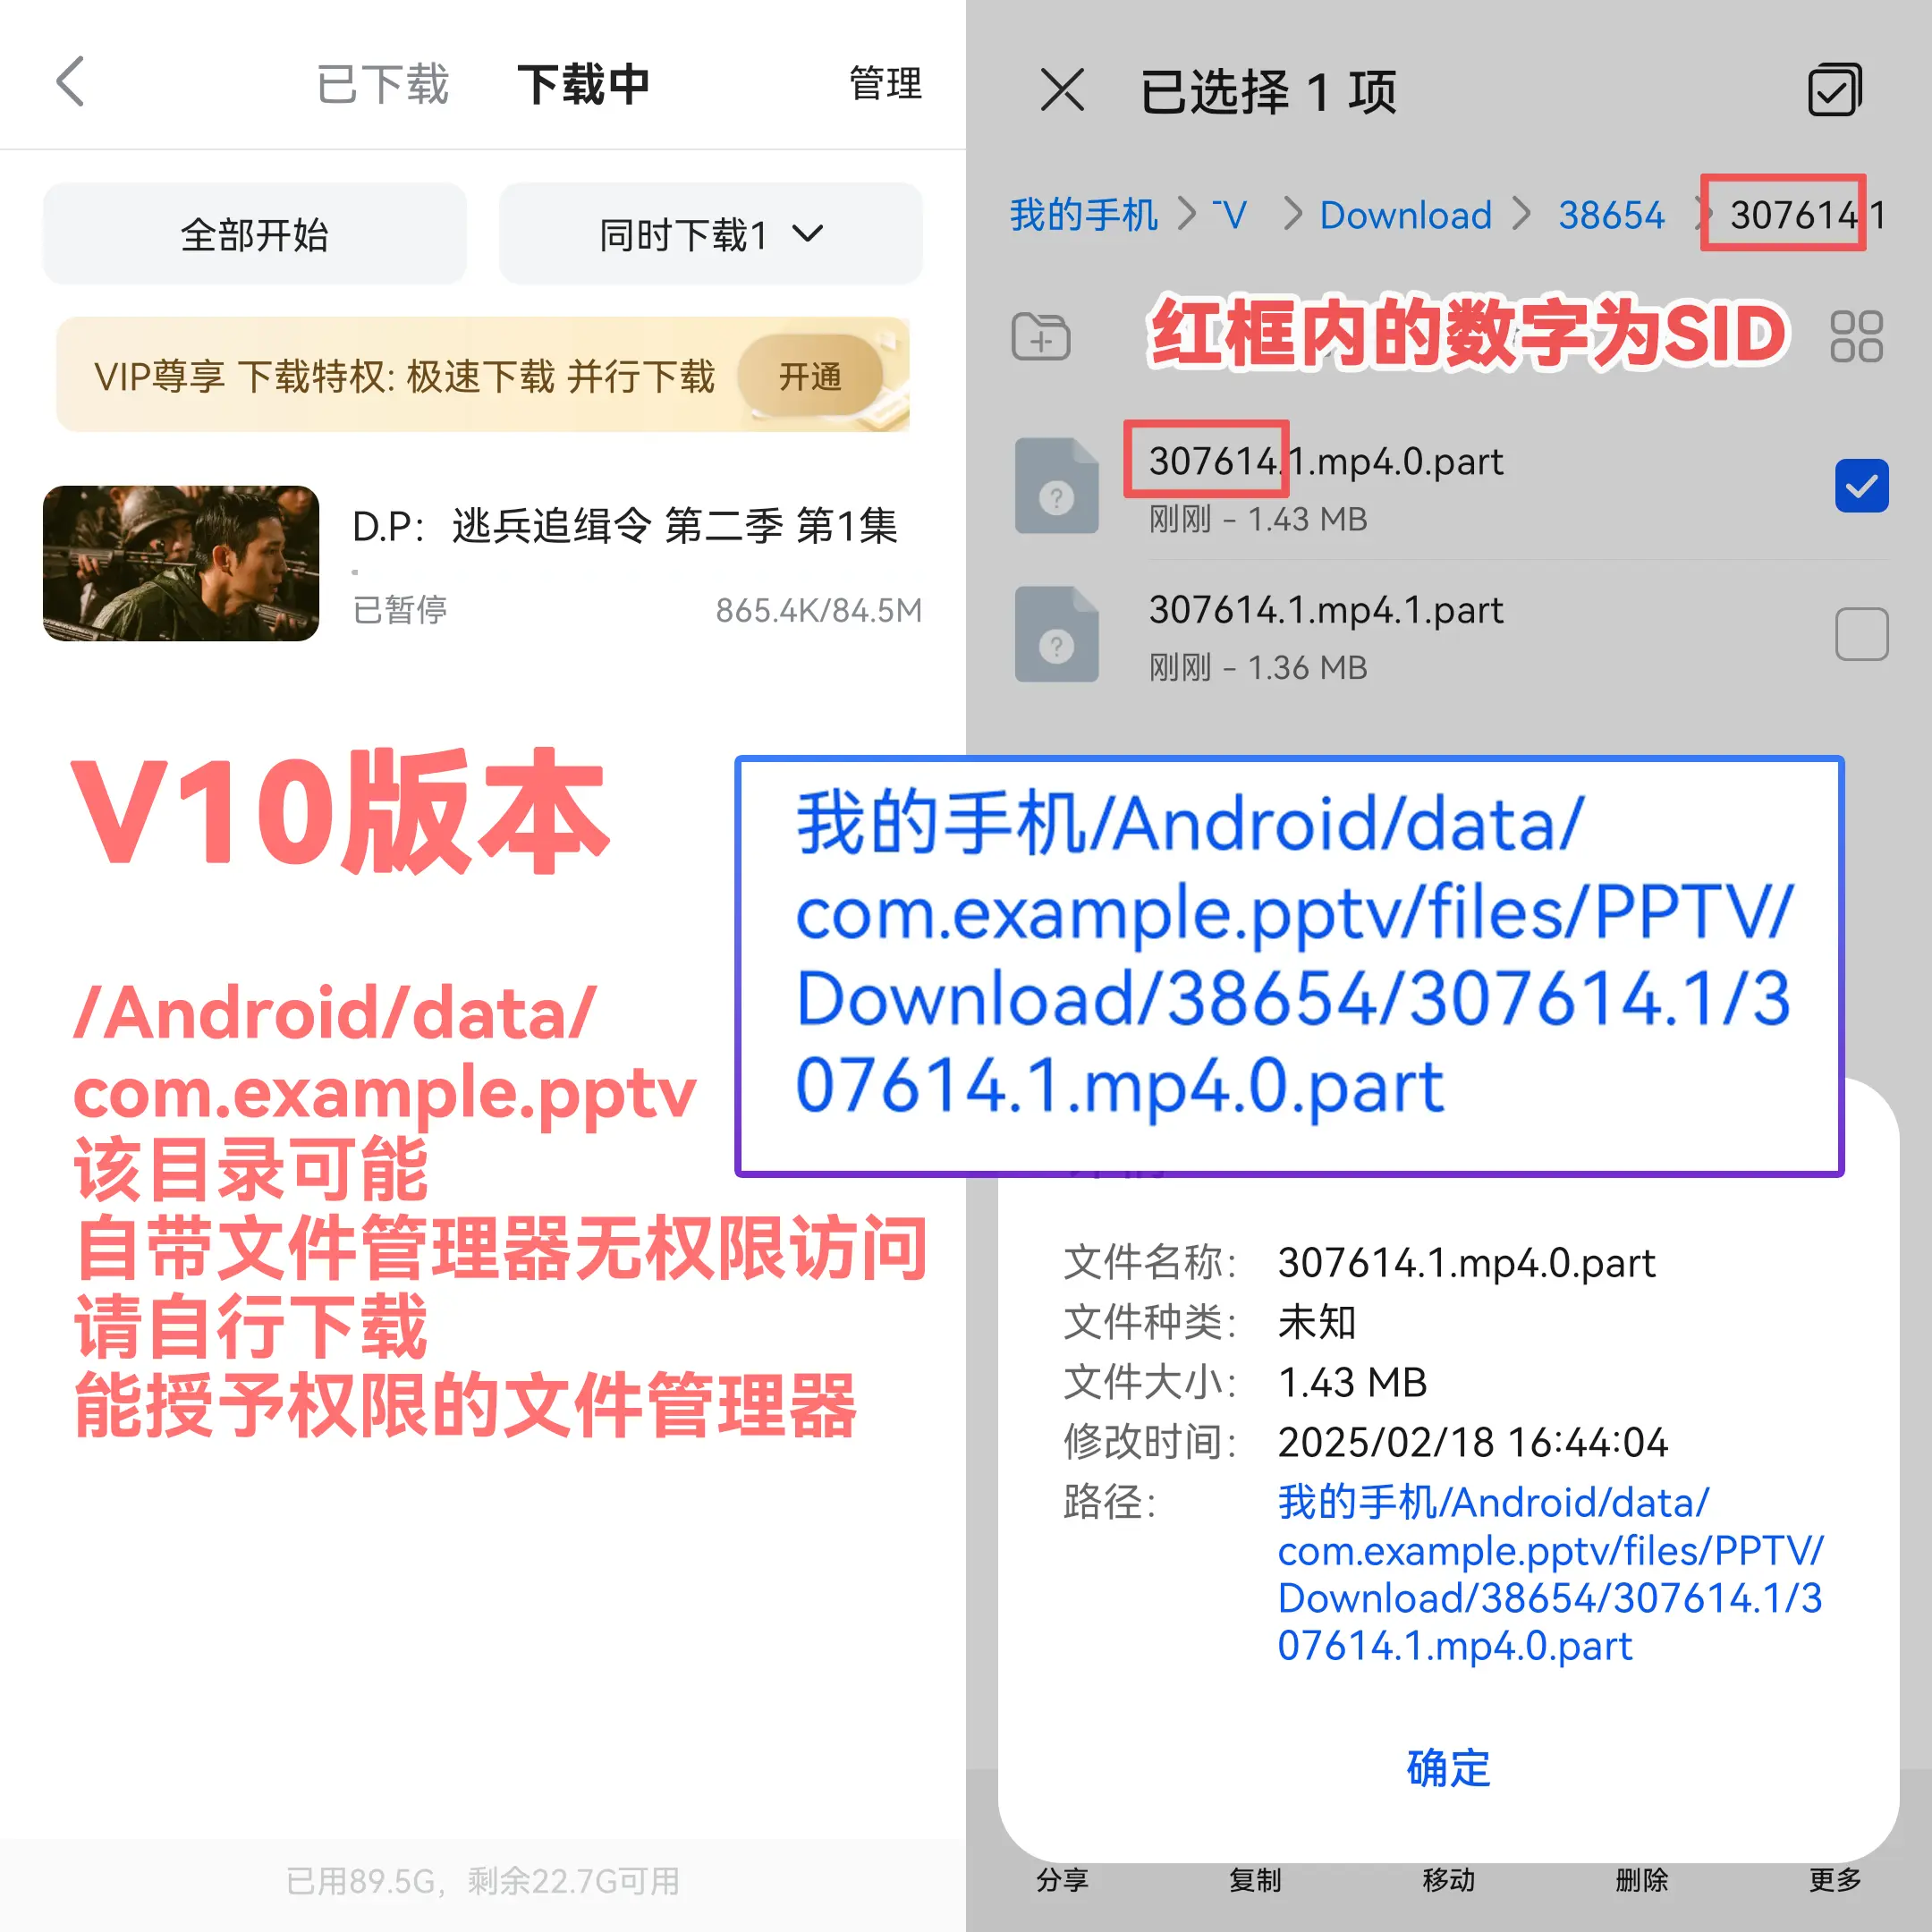 已下载 下载中 管理
全部开始 同时下载1
VIP尊享 下载特权: 极速下载 并行下载 开通
D.P： 逃兵追缉令 第二季 第1集
已暂停 865.4K/84.5M
V10版本
/Android/data/
com.example.pptv
该目录可能
自带文件管理器无权限访问
请自行下载
能授予权限的文件管理器
已用89.5G，剩余22.7G可用
已选择 1 项
我的手机 > V > Download > 38654 > 307614.1
红框内的数字为SID
307614.1.mp4.0.part
刚刚 - 1.43 MB
307614.1.mp4.1.part
刚刚 - 1.36 MB
我的手机/Android/data/
com.example.pptv/files/PPTV//
Download/38654/307614.1/3
07614.1.mp4.0.part
文件名称： 307614.1.mp4.0.part
文件种类： 未知
文件大小： 1.43 MB
修改时间： 2025/02/18 16:44:04
路径： 我的手机/Android/data/
com.example.pptv/files/PPTV//
Download/38654/307614.1/3
07614.1.mp4.0.part
确定
分享 复制 移动 删除 更多